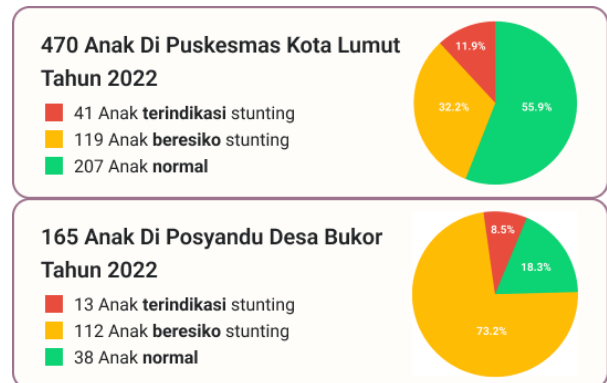 470 Anak Di Puskesmas Kota Lumut
Tahun 2022
41 Anak terindikasi stunting
119 Anak beresiko stunting
207 Anak normal
11.9%
32.2%
55.9%
165 Anak Di Posyandu Desa Bukor
Tahun 2022
13 Anak terindikasi stunting
112 Anak beresiko stunting
38 Anak normal
8.5%
18.3%
73.2%